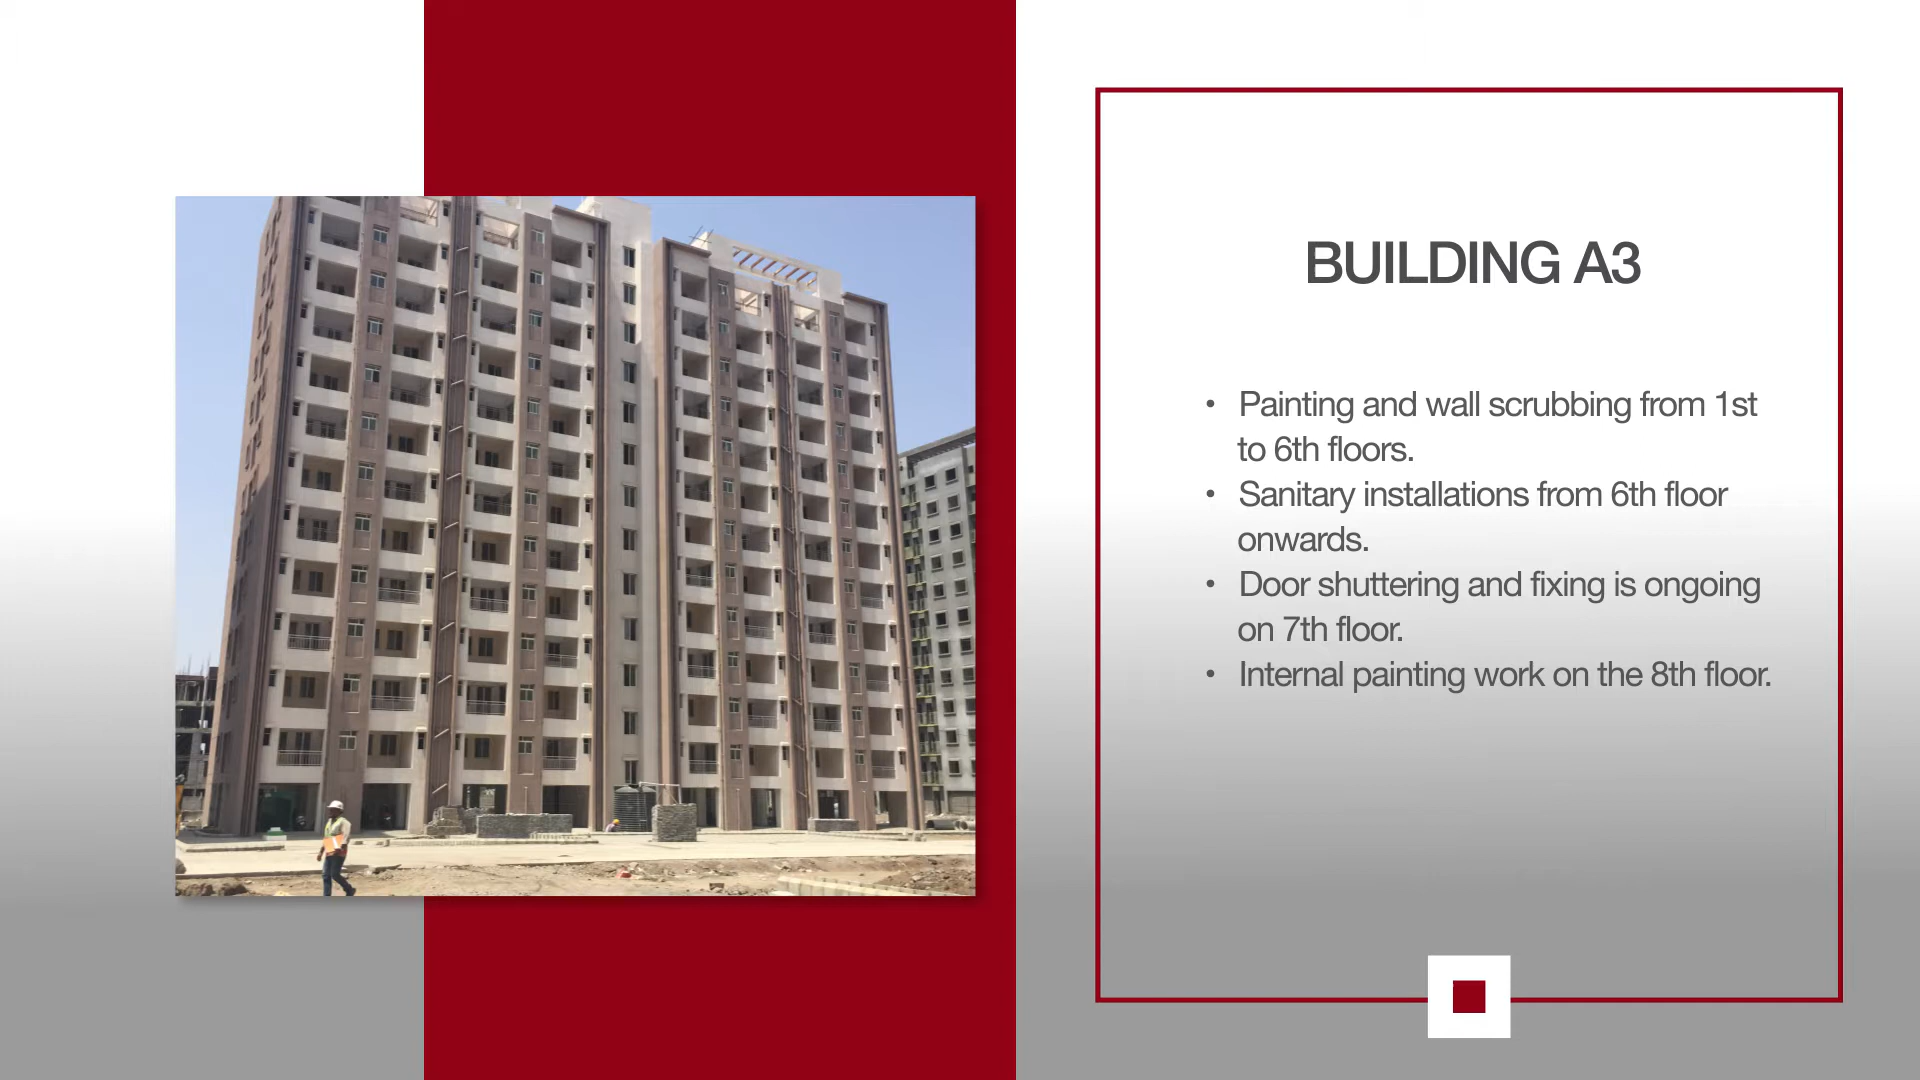 BUILDING A3
• Painting and wall scrubbing from 1st
to 6th floors.
• Sanitary installations from 6th floor
onwards.
• Door shuttering and fixing is ongoing
on 7th floor.
• Internal painting work on the 8th floor.